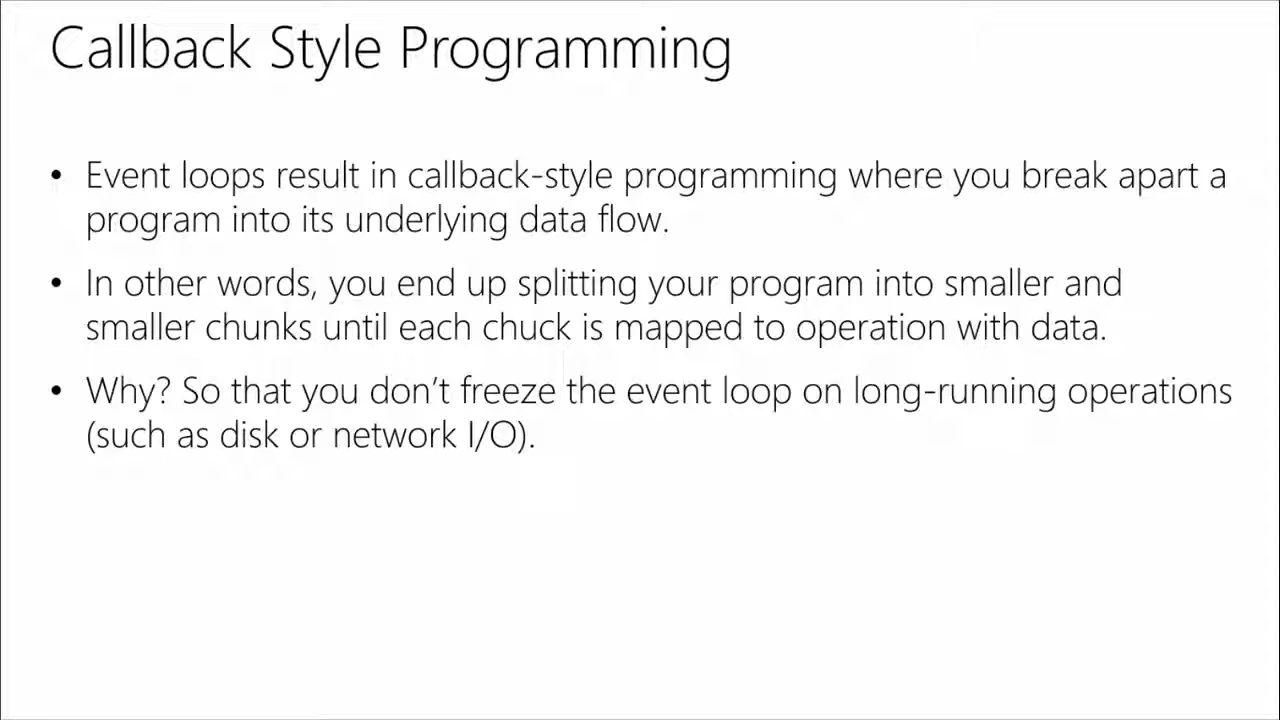 Callback Style Programming
• Event loops result in callback-style programming where you break apart a
program into its underlying data flow.
• In other words, you end up splitting your program into smaller and
smaller chunks until each chuck is mapped to operation with data.
• Why? So that you don’t freeze the event loop on long-running operations
(such as disk or network I/O).